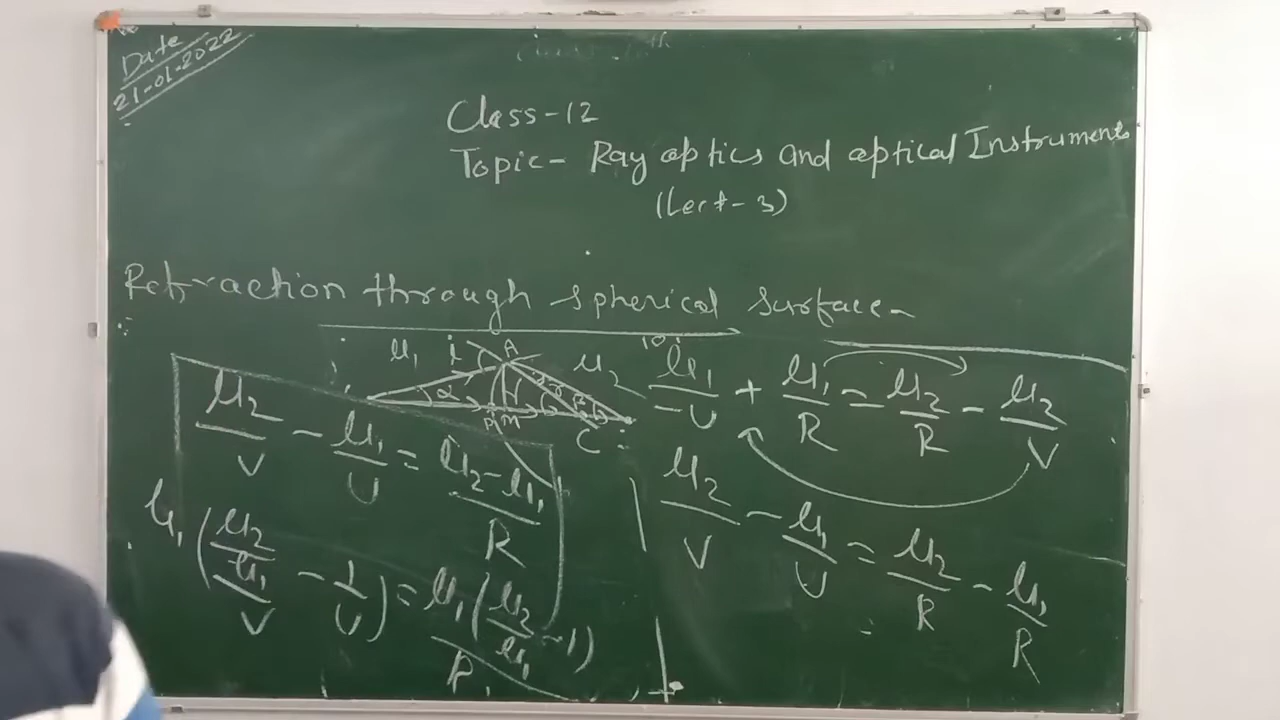 Date
21-01-2022
Class-12
Topic- Ray optics and optical Instruments
(Lect-3)
Refraction through spherical surface-
μ₁ i A μ₂
α M C
μ₁/-u + μ₁/R = μ₂/R - μ₂/v
μ₂/v - μ₁/u = μ₂/R - μ₁/R
μ₂/v - μ₁/u = μ₂-μ₁/R
μ₁(μ₂/μ₁/v - 1/u) = μ₁/R(μ₂/μ₁ - 1)